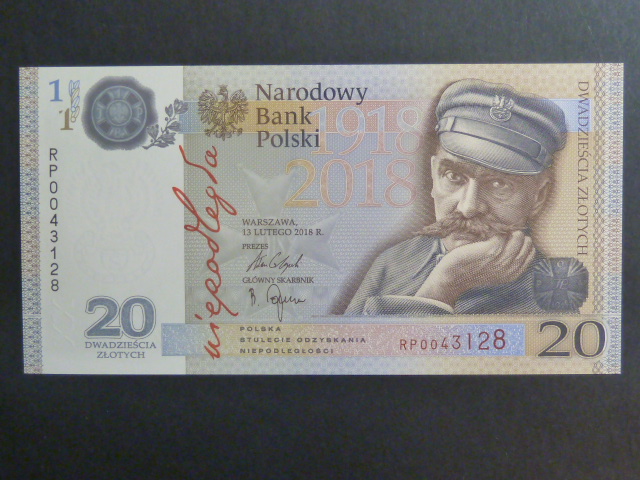 Narodowy
Bank
Polski
1918
2018
WARSZAWA,
13 LUTEGO 2018 R.
PREZES
GŁÓWNY SKARBNIK
niepodległa
RP0043128
20
DWADZIEŚCIA
ZŁOTYCH
POLSKA
STULECIE ODZYSKANIA
NIEPODLEGŁOŚCI
RP0043128
20
DWADZIEŚCIA ZŁOTYCH